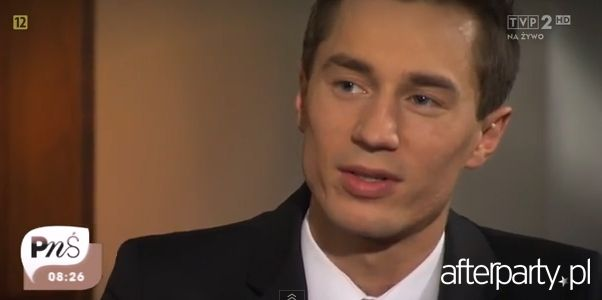 12
TVP2 HD
NA ŻYWO
PnŚ
08:26
afterparty.pl